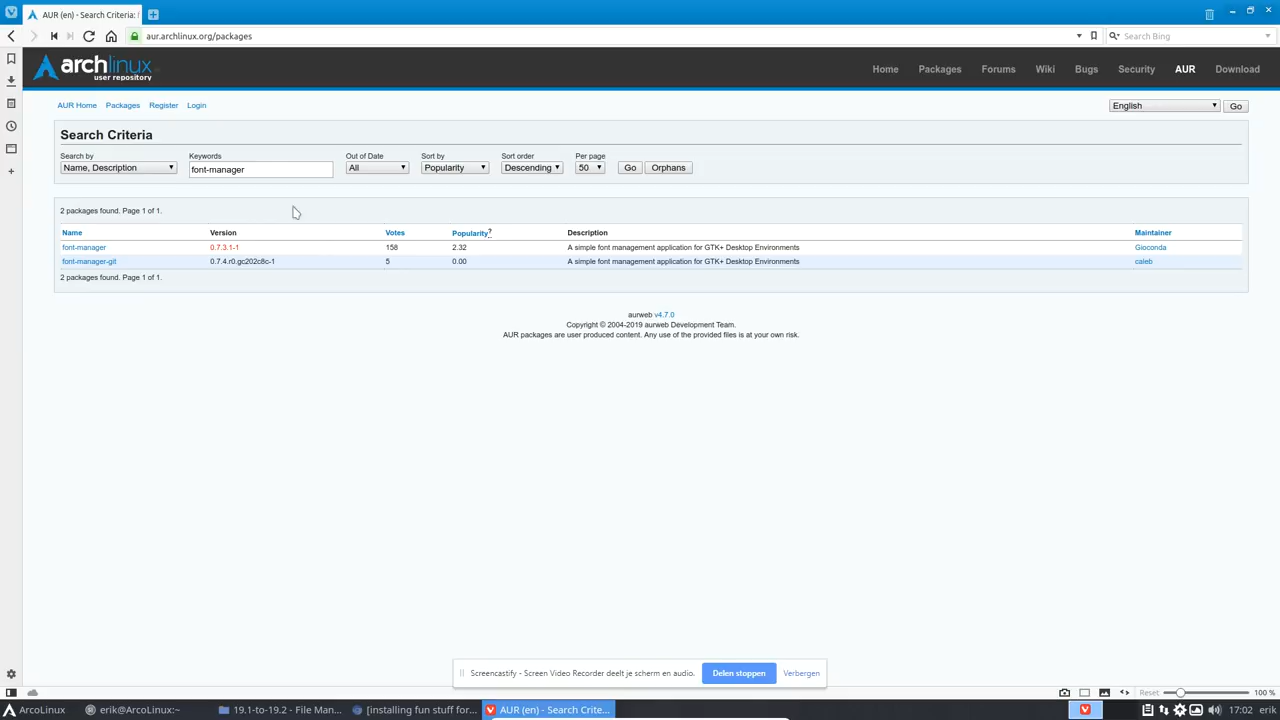 AUR (en) - Search Criteria: f
aur.archlinux.org/packages
Search Bing
archlinux
user repository
Home Packages Forums Wiki Bugs Security AUR Download
AUR Home Packages Register Login
English Go
Search Criteria
Search by Keywords Out of Date Sort by Sort order Per page
Name, Description font-manager All Popularity Descending 50 Go Orphans
2 packages found. Page 1 of 1.
Name Version Votes Popularity? Description Maintainer
font-manager 0.7.3.1-1 158 2.32 A simple font management application for GTK+ Desktop Environments Gioconda
font-manager-git 0.7.4.r0.gc202c8c-1 5 0.00 A simple font management application for GTK+ Desktop Environments caleb
2 packages found. Page 1 of 1.
aurweb v4.7.0
Copyright © 2004-2019 aurweb Development Team.
AUR packages are user produced content. Any use of the provided files is at your own risk.
Screencastify - Screen Video Recorder deelt je scherm en audio. Delen stoppen Verbergen
Reset 100 %
ArcoLinux erik@ArcoLinux:~ 19.1-to-19.2 - File Man... [installing fun stuff for... AUR (en) - Search Crite... 17:02 erik